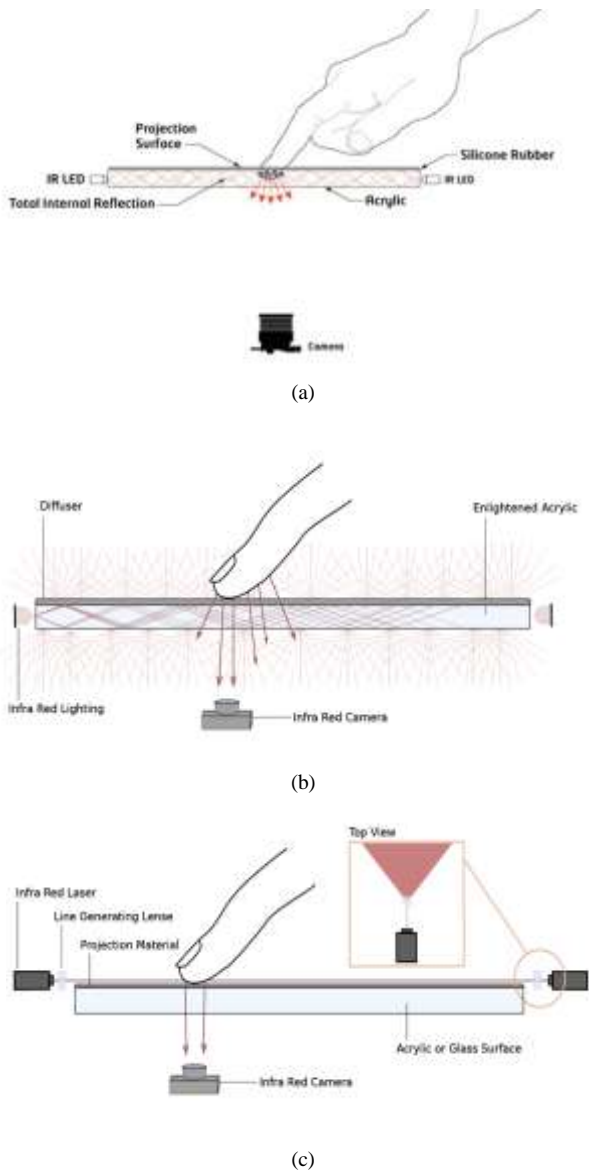 Projection
Surface
Silicone Rubber
IR LED
IR LED
Total Internal Reflection
Acrylic
Camera
(a)
Diffuser
Enlightened Acrylic
Infra Red Lighting
Infra Red Camera
(b)
Top View
Infra Red Laser
Line Generating Lense
Projection Material
Acrylic or Glass Surface
Infra Red Camera
(c)